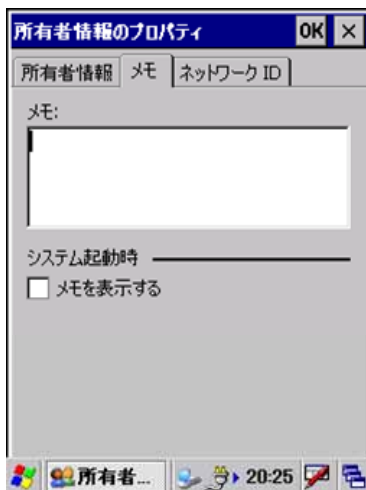 所有者情報のプロパティ OK ×
所有者情報 メモ ネットワーク ID
メモ:
システム起動時
メモを表示する
所有者... 20:25